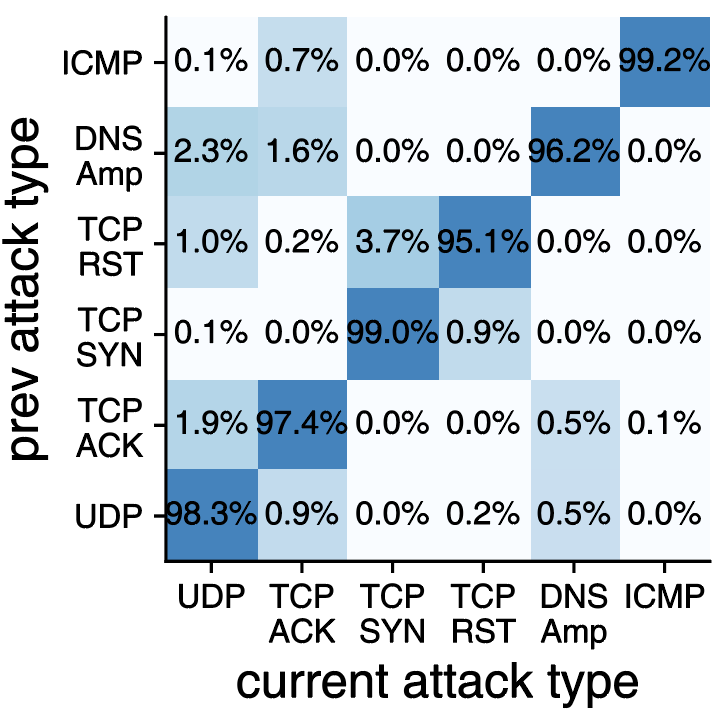 prev attack type
ICMP 0.1% 0.7% 0.0% 0.0% 0.0% 99.2%
DNS
Amp 2.3% 1.6% 0.0% 0.0% 96.2% 0.0%
TCP
RST 1.0% 0.2% 3.7% 95.1% 0.0% 0.0%
TCP
SYN 0.1% 0.0% 99.0% 0.9% 0.0% 0.0%
TCP
ACK 1.9% 97.4% 0.0% 0.0% 0.5% 0.1%
UDP 98.3% 0.9% 0.0% 0.2% 0.5% 0.0%
UDP TCP TCP TCP DNS ICMP
ACK SYN RST Amp
current attack type